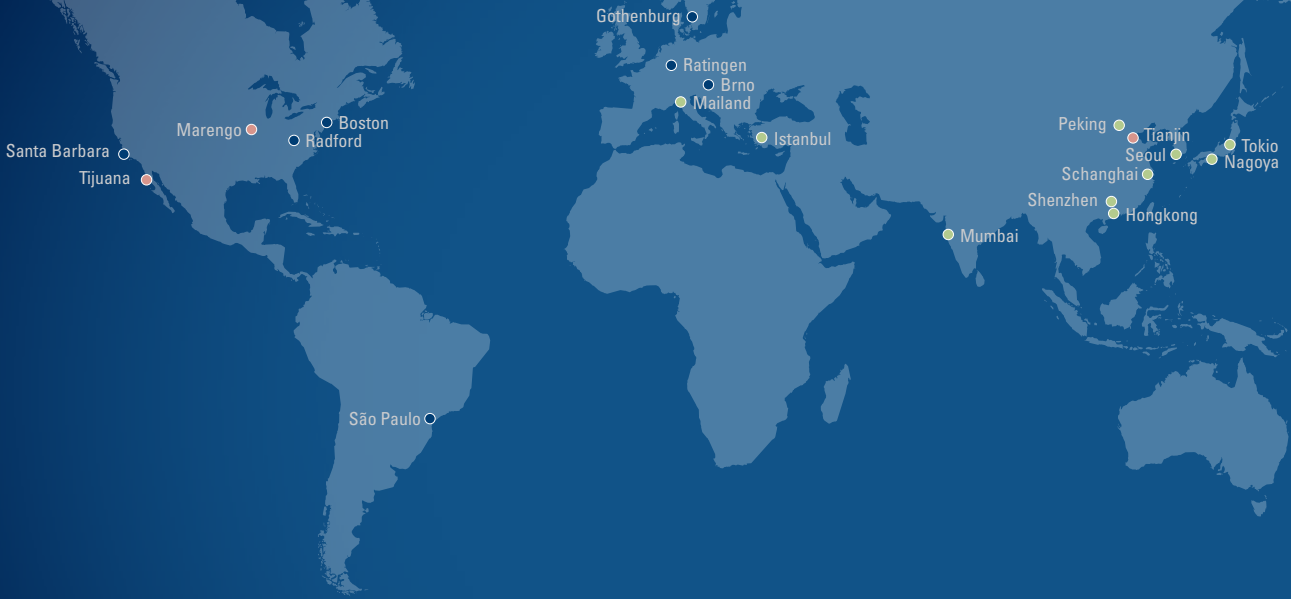 Gothenburg
Ratingen
Brno
Mailand
Marengo
Boston
Radford
Santa Barbara
Tijuana
Istanbul
Peking
Tianjin
Seoul
Tokio
Nagoya
Schanghai
Shenzhen
Hongkong
Mumbai
São Paulo